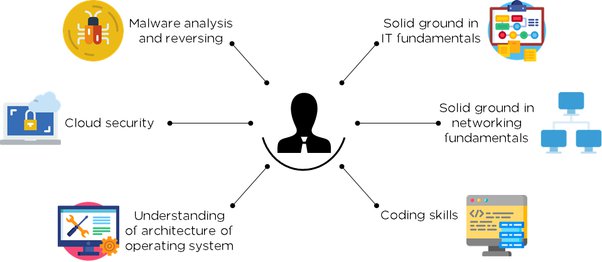 Malware analysis
and reversing
Solid ground in
IT fundamentals
Cloud security
Solid ground in
networking
fundamentals
Understanding
of architecture of
operating system
Coding skills